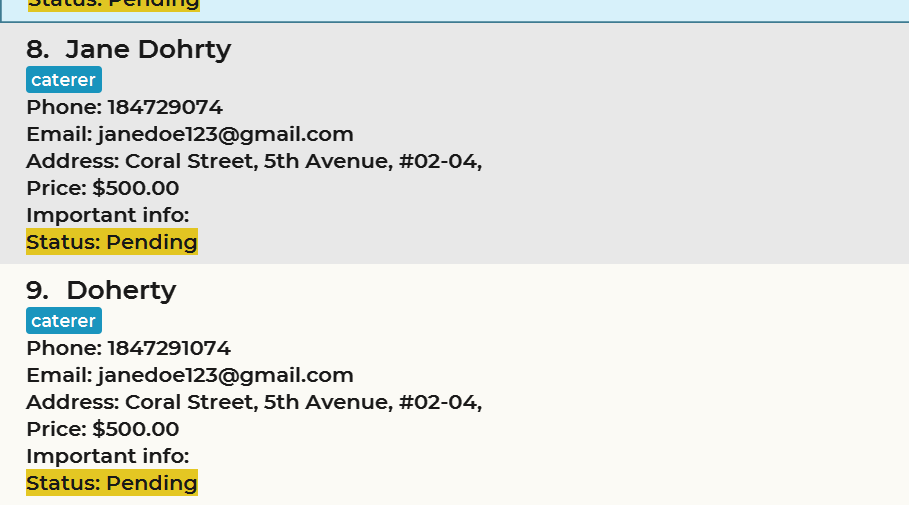 Status: Pending
8. Jane Dohrty
caterer
Phone: 184729074
Email: janedoe123@gmail.com
Address: Coral Street, 5th Avenue, #02-04,
Price: $500.00
Important info:
Status: Pending
9. Doherty
caterer
Phone: 1847291074
Email: janedoe123@gmail.com
Address: Coral Street, 5th Avenue, #02-04,
Price: $500.00
Important info:
Status: Pending